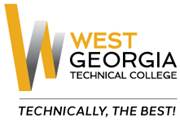 WEST
GEORGIA
TECHNICAL COLLEGE
TECHNICALLY, THE BEST!